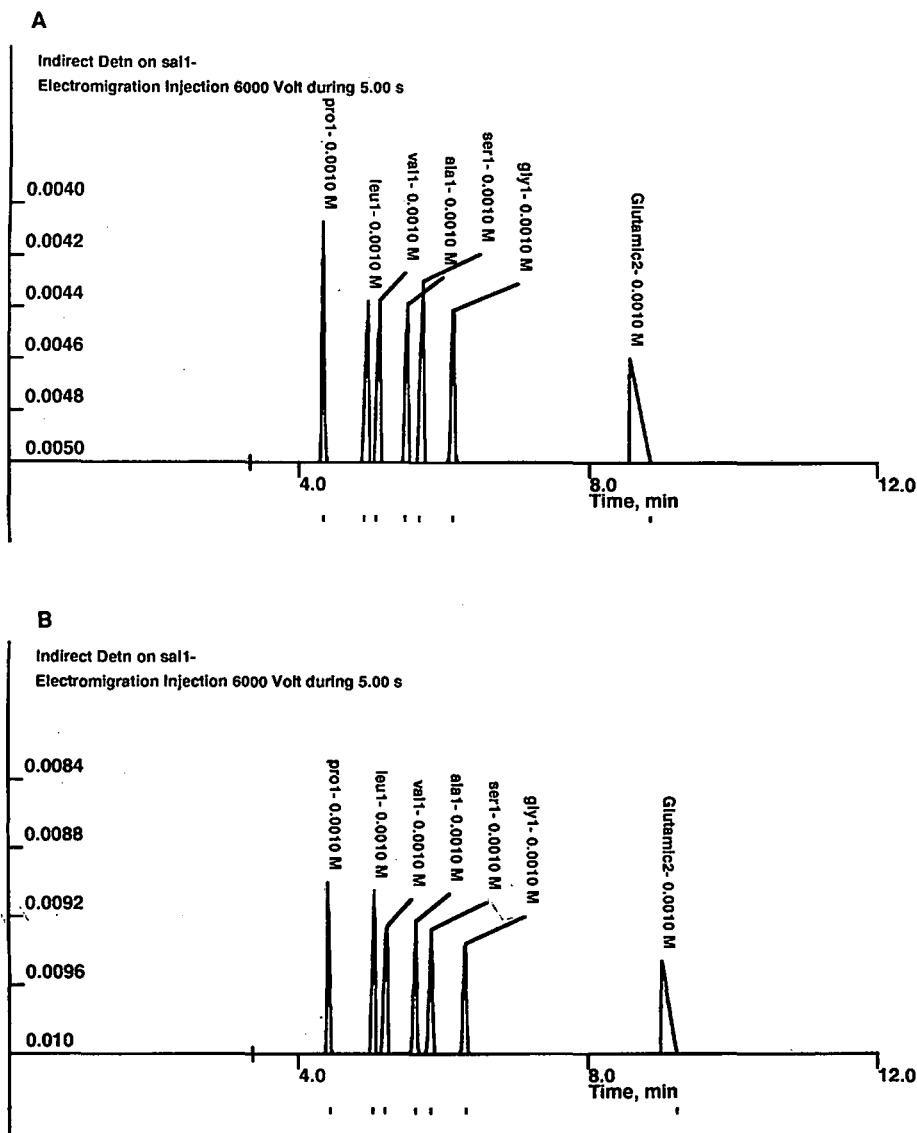 A
Indirect Detn on sal1-
Electromigration Injection 6000 Volt during 5.00 s
pro1- 0.0010 M
leu1- 0.0010 M
val1- 0.0010 M
ala1- 0.0010 M
ser1- 0.0010 M
gly1- 0.0010 M
Glutamic2- 0.0010 M
0.0040
0.0042
0.0044
0.0046
0.0048
0.0050
4.0
8.0
12.0
Time, min
B
Indirect Detn on sal1-
Electromigration Injection 6000 Volt during 5.00 s
pro1- 0.0010 M
leu1- 0.0010 M
val1- 0.0010 M
ala1- 0.0010 M
ser1- 0.0010 M
gly1- 0.0010 M
Glutamic2- 0.0010 M
0.0084
0.0088
0.0092
0.0096
0.010
4.0
8.0
12.0
Time, min